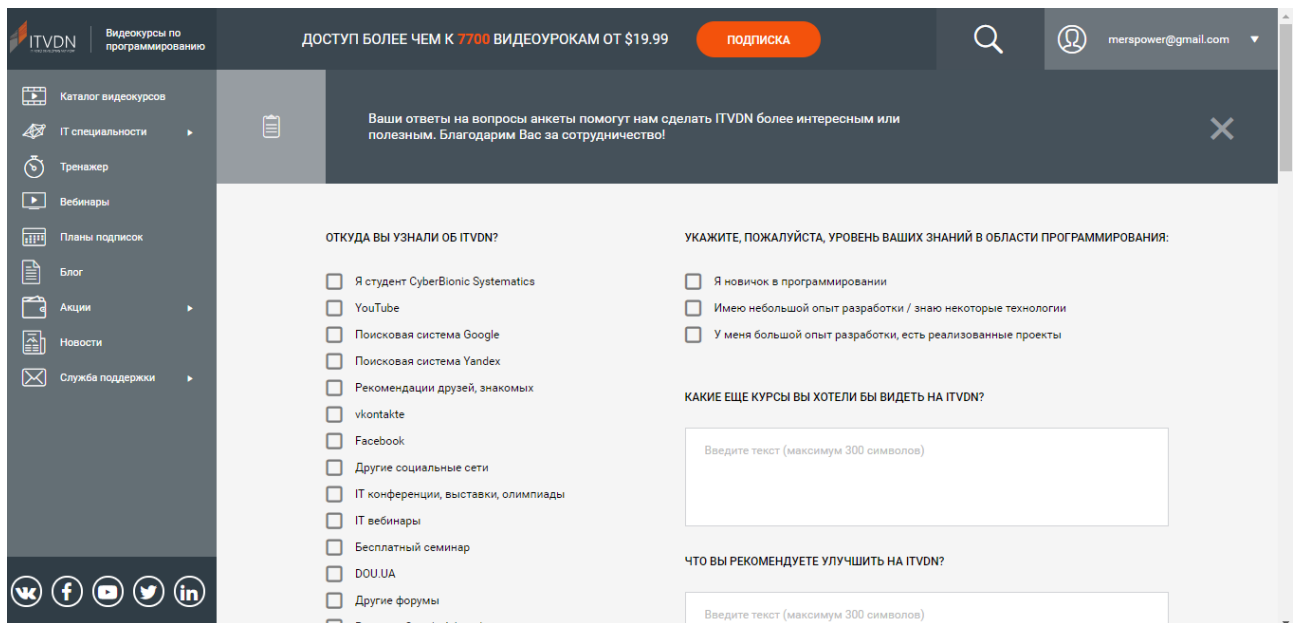 ITVDN
Видеокурсы по
программированию
ДОСТУП БОЛЕЕ ЧЕМ К 7700 ВИДЕОУРОКАМ ОТ $19.99
ПОДПИСКА
merspower@gmail.com
Каталог видеокурсов
IT специальности
Тренажер
Вебинары
Планы подписок
Блог
Акции
Новости
Служба поддержки
Ваши ответы на вопросы анкеты помогут нам сделать ITVDN более интересным или
полезным. Благодарим Вас за сотрудничество!
ОТКУДА ВЫ УЗНАЛИ ОБ ITVDN?
Я студент CyberBionic Systematics
YouTube
Поисковая система Google
Поисковая система Yandex
Рекомендации друзей, знакомых
vkontakte
Facebook
Другие социальные сети
IT конференции, выставки, олимпиады
IT вебинары
Бесплатный семинар
DOU.UA
Другие форумы
УКАЖИТЕ, ПОЖАЛУЙСТА, УРОВЕНЬ ВАШИХ ЗНАНИЙ В ОБЛАСТИ ПРОГРАММИРОВАНИЯ:
Я новичок в программировании
Имею небольшой опыт разработки / знаю некоторые технологии
У меня большой опыт разработки, есть реализованные проекты
КАКИЕ ЕЩЕ КУРСЫ ВЫ ХОТЕЛИ БЫ ВИДЕТЬ НА ITVDN?
Введите текст (максимум 300 символов)
ЧТО ВЫ РЕКОМЕНДУЕТЕ УЛУЧШИТЬ НА ITVDN?
Введите текст (максимум 300 символов)